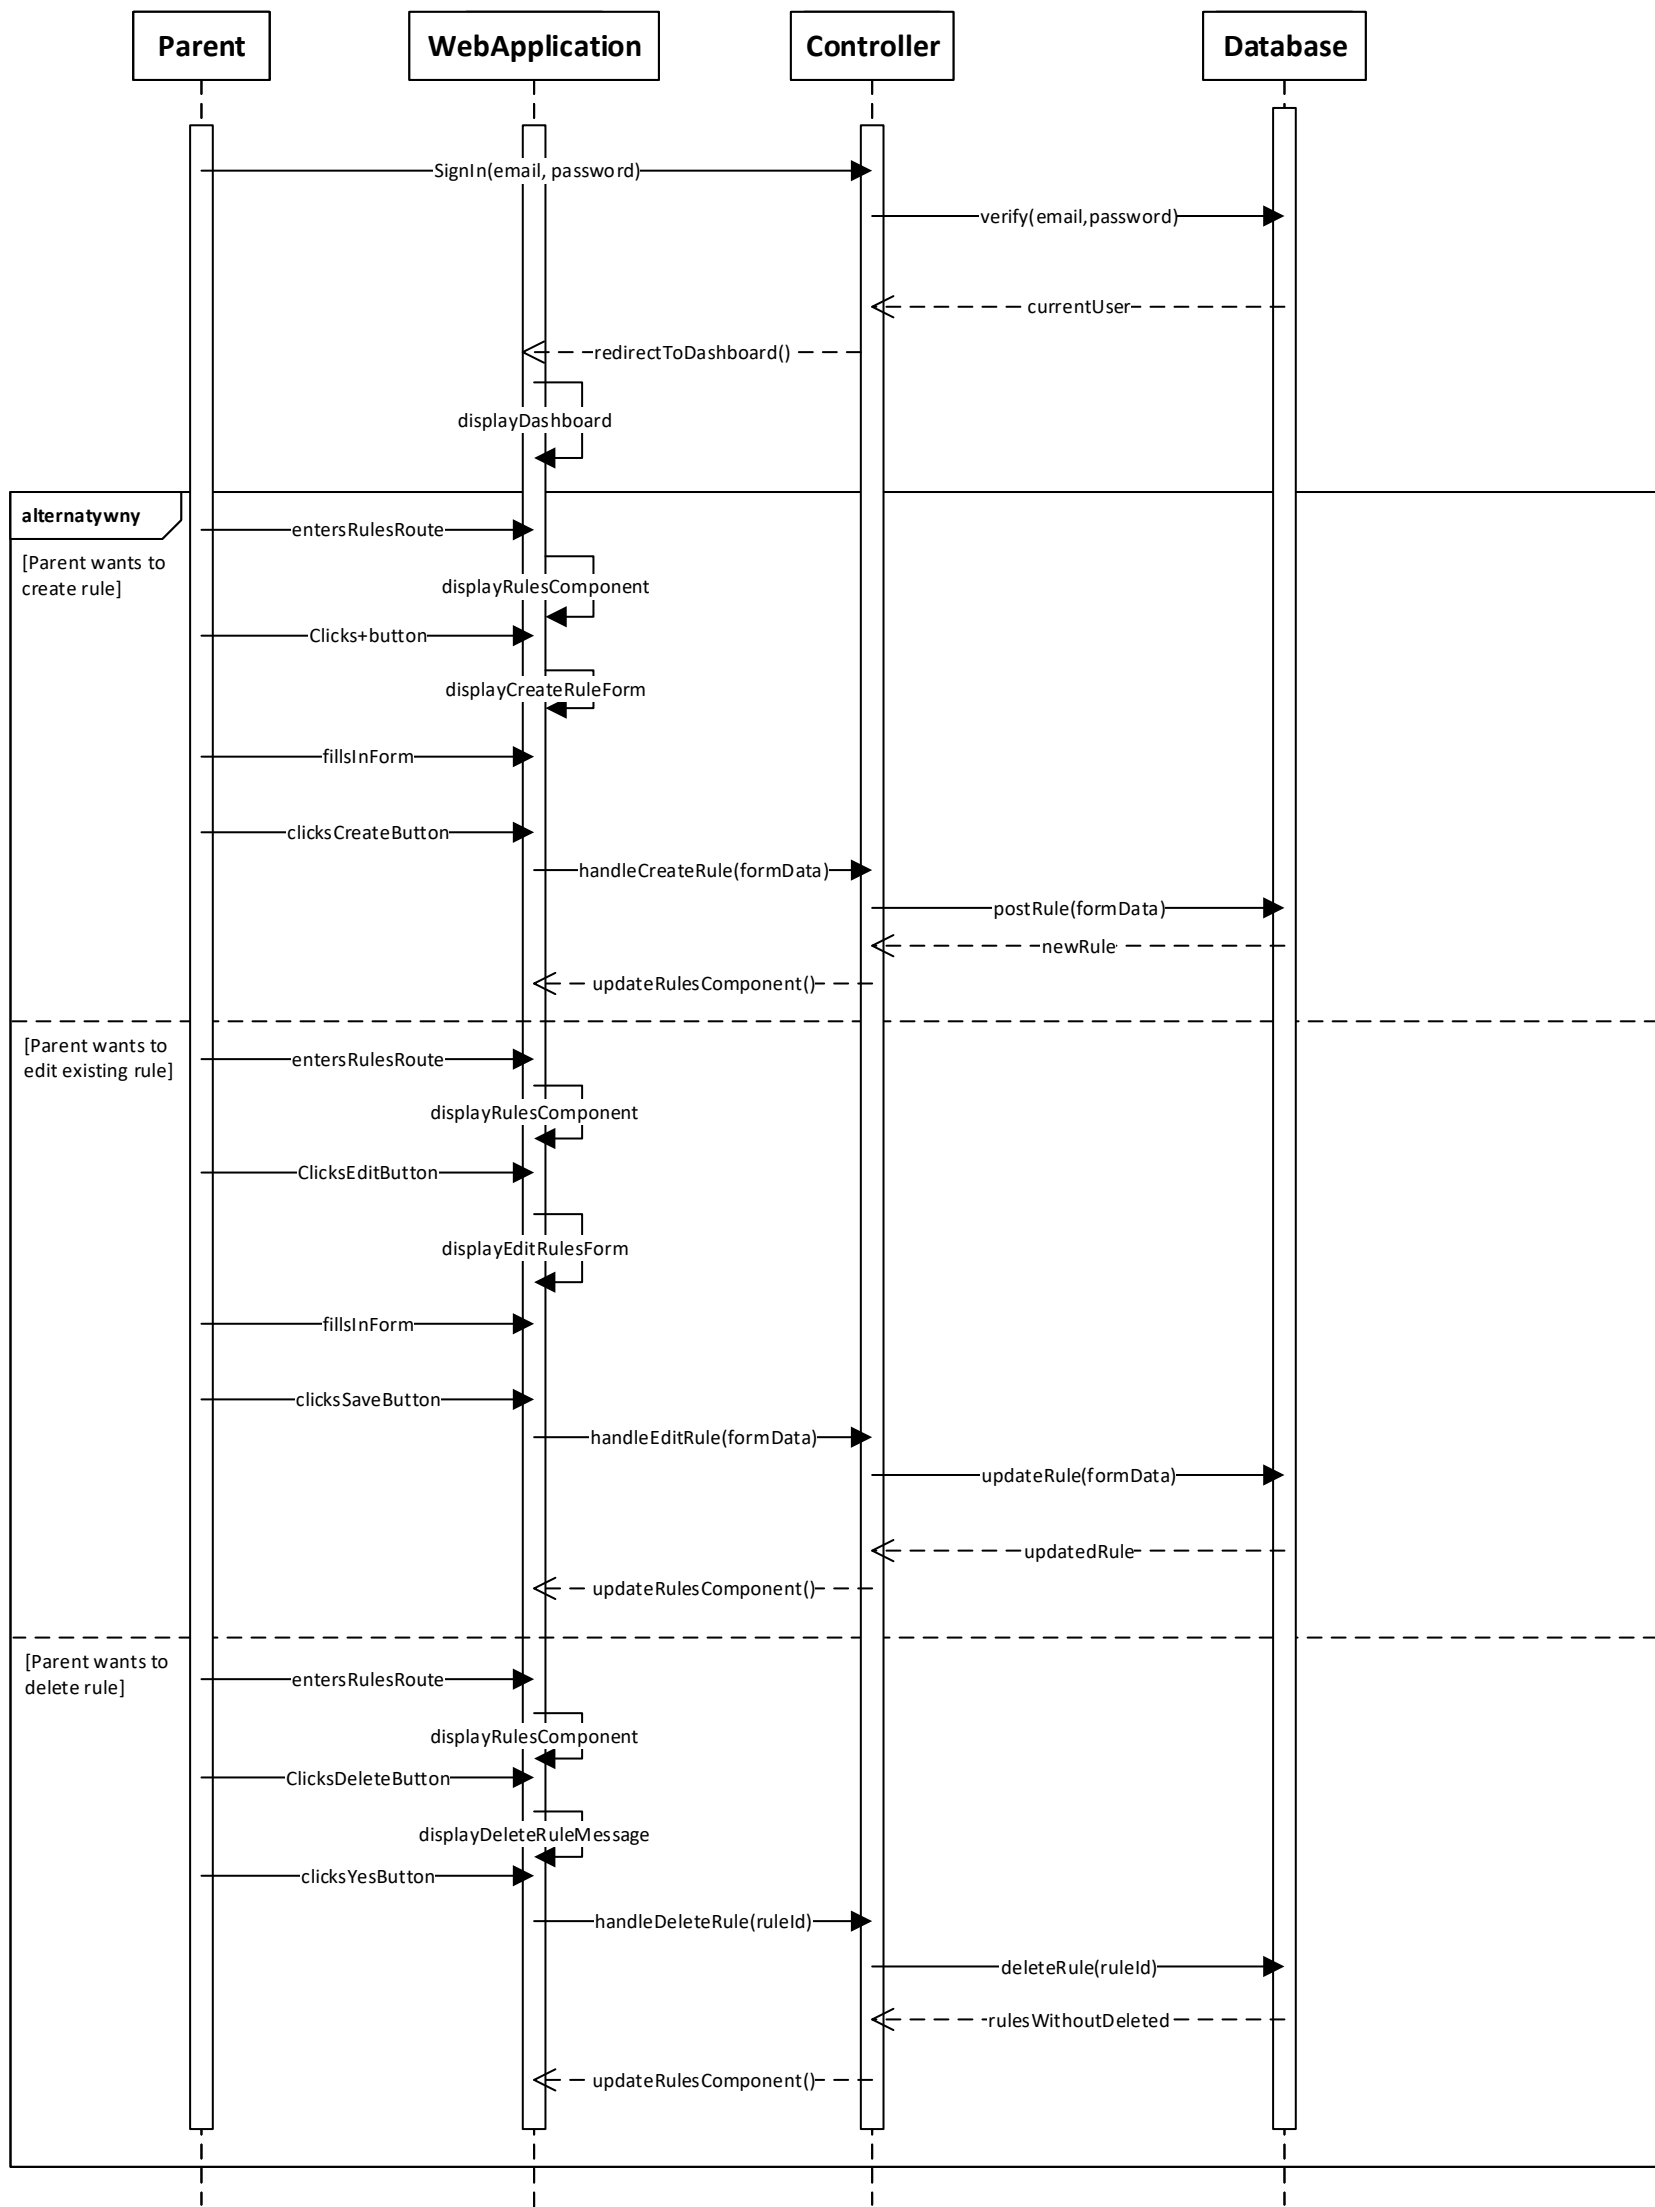 Parent
WebApplication
Controller
Database
SignIn(email, password)
verify(email,password)
currentUser
redirectToDashboard()
displayDashboard
alternatywny
entersRulesRoute
[Parent wants to
create rule]
displayRulesComponent
Clicks+button
displayCreateRuleForm
fillsInForm
clicksCreateButton
handleCreateRule(formData)
postRule(formData)
newRule
updateRulesComponent()
[Parent wants to
edit existing rule]
entersRulesRoute
displayRulesComponent
ClicksEditButton
displayEditRulesForm
fillsInForm
clicksSaveButton
handleEditRule(formData)
updateRule(formData)
updatedRule
updateRulesComponent()
[Parent wants to
delete rule]
entersRulesRoute
displayRulesComponent
ClicksDeleteButton
displayDeleteRuleMessage
clicksYesButton
handleDeleteRule(ruleId)
deleteRule(ruleId)
rulesWithoutDeleted
updateRulesComponent()